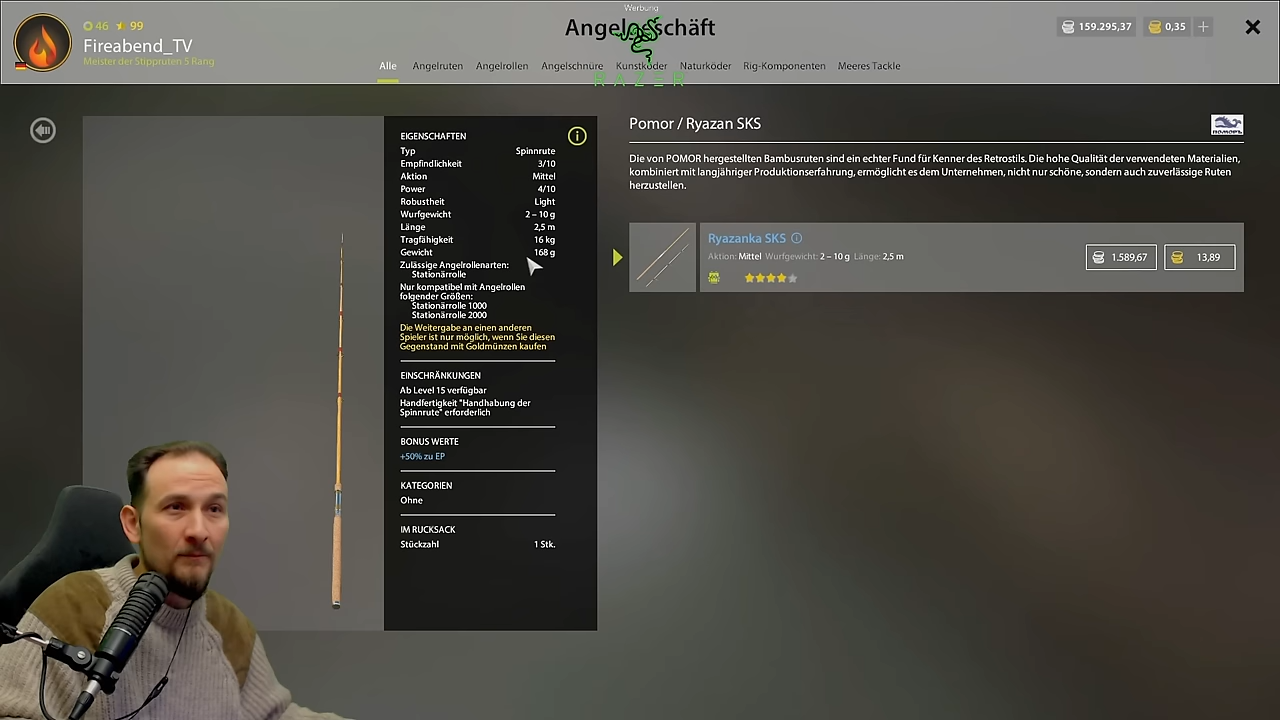 Werbung
46 99
Fireabend_TV
Meister der Stippruten 5 Rang
Angelgeschäft
RAZER
159.295,37
0,35 +
Alle Angelruten Angelrollen Angelschnüre Kunstköder Naturköder Rig-Komponenten Meeres Tackle
EIGENSCHAFTEN
Typ Spinnrute
Empfindlichkeit 3/10
Aktion Mittel
Power 4/10
Robustheit Light
Wurfgewicht 2 – 10 g
Länge 2,5 m
Tragfähigkeit 16 kg
Gewicht 168 g
Zulässige Angelrollenarten:
Stationärrolle
Nur kompatibel mit Angelrollen
folgender Größen:
Stationärrolle 1000
Stationärrolle 2000
Die Weitergabe an einen anderen
Spieler ist nur möglich, wenn Sie diesen
Gegenstand mit Goldmünzen kaufen
EINSCHRÄNKUNGEN
Ab Level 15 verfügbar
Handfertigkeit "Handhabung der
Spinnrute" erforderlich
BONUS WERTE
+50% zu EP
KATEGORIEN
Ohne
IM RUCKSACK
Stückzahl 1 Stk.
Pomor / Ryazan SKS
ПОМОРЪ
Die von POMOR hergestellten Bambusruten sind ein echter Fund für Kenner des Retrostils. Die hohe Qualität der verwendeten Materialien,
kombiniert mit langjähriger Produktionserfahrung, ermöglicht es dem Unternehmen, nicht nur schöne, sondern auch zuverlässige Ruten
herzustellen.
Ryazanka SKS
Aktion: Mittel Wurfgewicht: 2 – 10 g Länge: 2,5 m
1.589,67
13,89